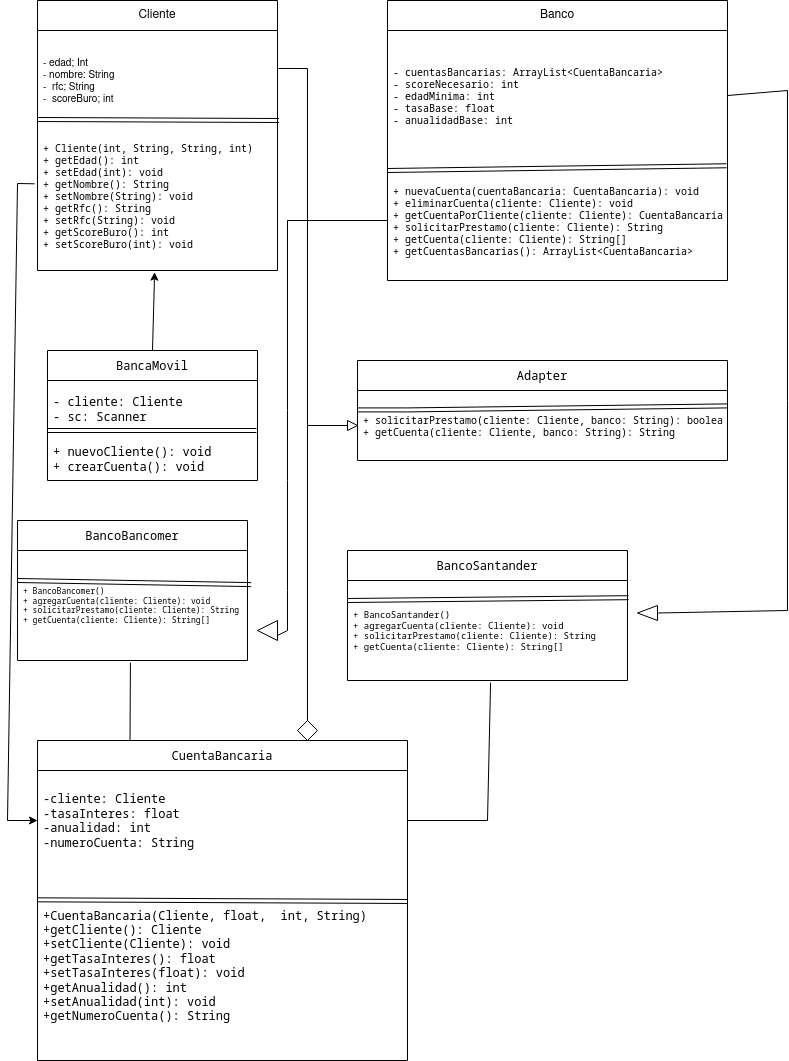 Cliente
- edad; Int
- nombre: String
- rfc; String
- scoreBuro; int
+ Cliente(int, String, String, int)
+ getEdad(): int
+ setEdad(int): void
+ getNombre(): String
+ setNombre(String): void
+ getRfc(): String
+ setRfc(String): void
+ getScoreBuro(): int
+ setScoreBuro(int): void
Banco
- cuentasBancarias: ArrayList<CuentaBancaria>
- scoreNecesario: int
- edadMinima: int
- tasaBase: float
- anualidadBase: int
+ nuevaCuenta(cuentaBancaria: CuentaBancaria): void
+ eliminarCuenta(cliente: Cliente): void
+ getCuentaPorCliente(cliente: Cliente): CuentaBancaria
+ solicitarPrestamo(cliente: Cliente): String
+ getCuenta(cliente: Cliente): String[]
+ getCuentasBancarias(): ArrayList<CuentaBancaria>
BancaMovil
- cliente: Cliente
- sc: Scanner
+ nuevoCliente(): void
+ crearCuenta(): void
Adapter
+ solicitarPrestamo(cliente: Cliente, banco: String): boolea
+ getCuenta(cliente: Cliente, banco: String): String
BancoBancomer
+ BancoBancomer()
+ agregarCuenta(cliente: Cliente): void
+ solicitarPrestamo(cliente: Cliente): String
+ getCuenta(cliente: Cliente): String[]
BancoSantander
+ BancoSantander()
+ agregarCuenta(cliente: Cliente): void
+ solicitarPrestamo(cliente: Cliente): String
+ getCuenta(cliente: Cliente): String[]
CuentaBancaria
-cliente: Cliente
-tasaInteres: float
-anualidad: int
-numeroCuenta: String
+CuentaBancaria(Cliente, float,  int, String)
+getCliente(): Cliente
+setCliente(Cliente): void
+getTasaInteres(): float
+setTasaInteres(float): void
+getAnualidad(): int
+setAnualidad(int): void
+getNumeroCuenta(): String